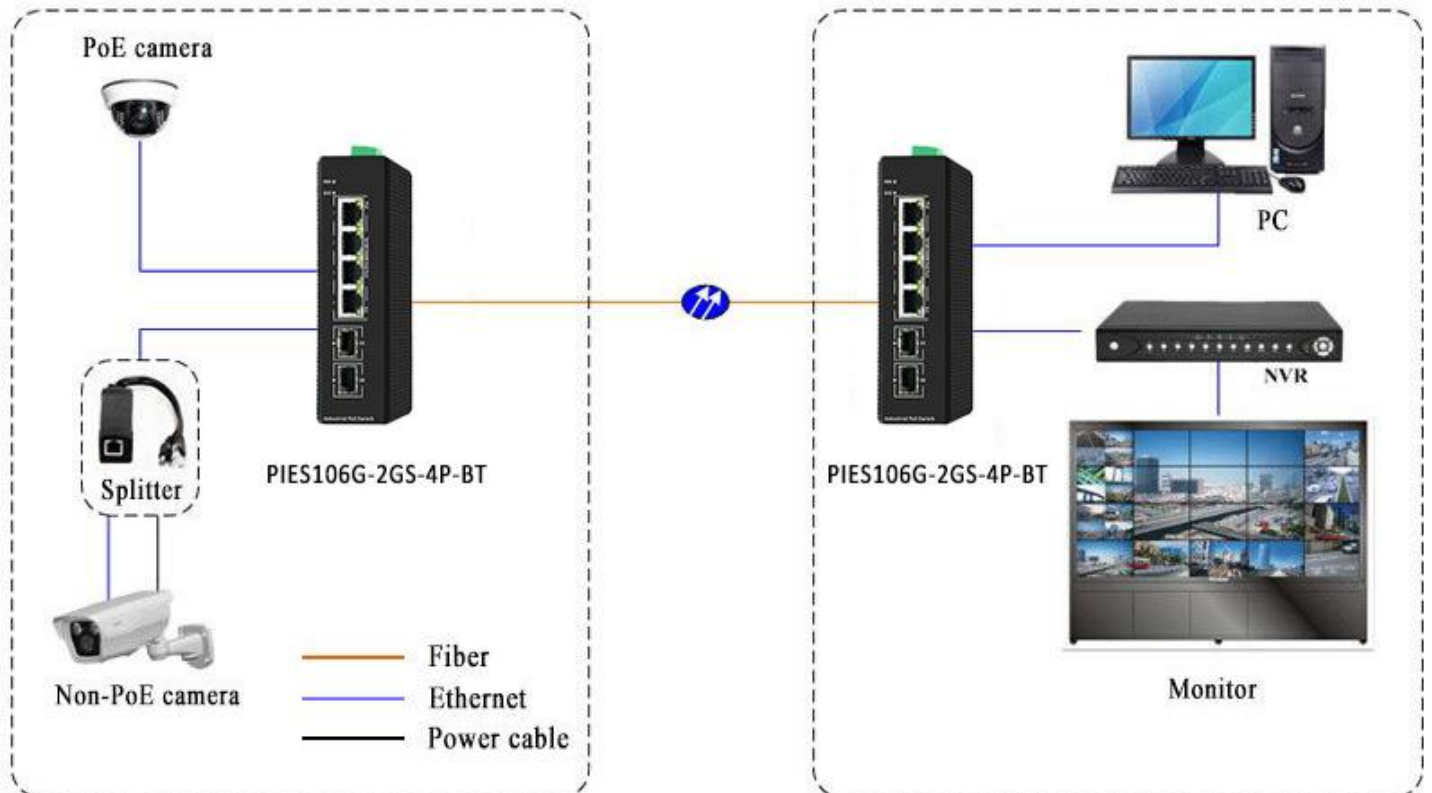 PoE camera
PC
NVR
Splitter
PIES106G-2GS-4P-BT
PIES106G-2GS-4P-BT
Non-PoE camera
Monitor
Fiber
Ethernet
Power cable